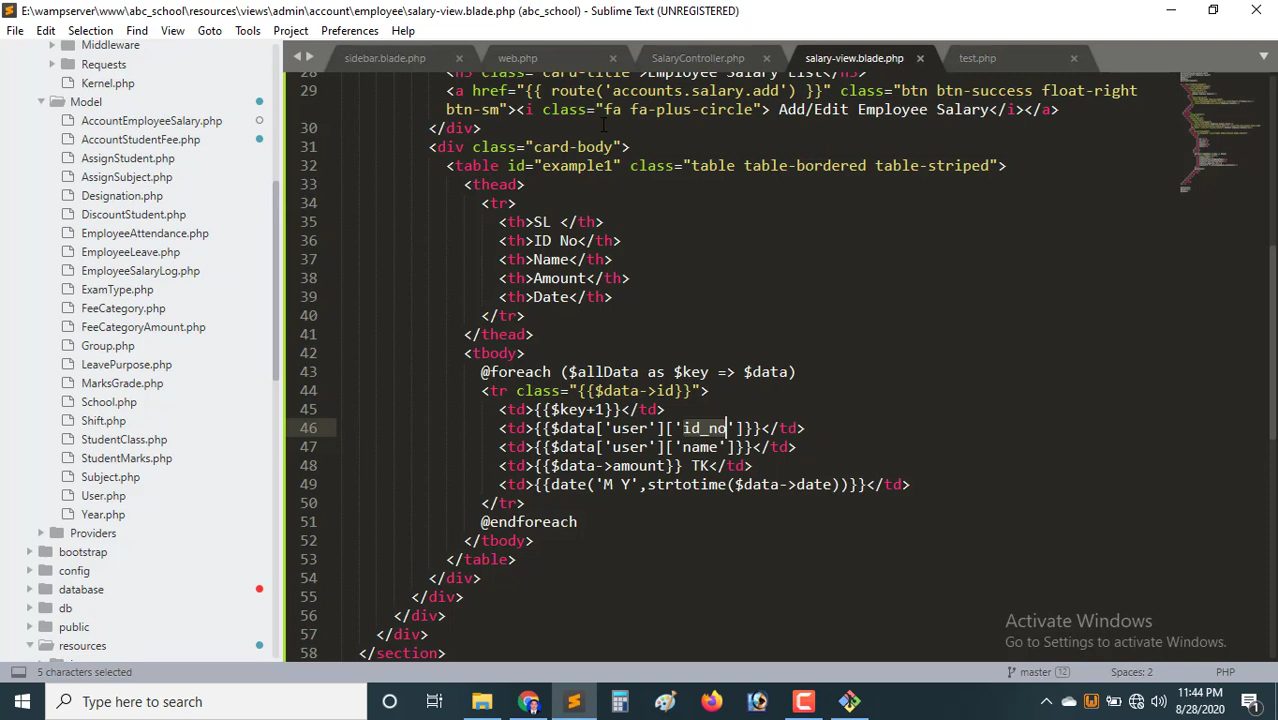 E:\wampserver\www\abc_school\resources\views\admin\account\employee\salary-view.blade.php (abc_school) - Sublime Text (UNREGISTERED)
File Edit Selection Find View Goto Tools Project Preferences Help
sidebar.blade.php
web.php
SalaryController.php
salary-view.blade.php
test.php
Middleware
Requests
Kernel.php
Model
AccountEmployeeSalary.php
AccountStudentFee.php
AssignStudent.php
AssignSubject.php
Designation.php
DiscountStudent.php
EmployeeAttendance.php
EmployeeLeave.php
EmployeeSalaryLog.php
ExamType.php
FeeCategory.php
FeeCategoryAmount.php
Group.php
LeavePurpose.php
MarksGrade.php
School.php
Shift.php
StudentClass.php
StudentMarks.php
Subject.php
User.php
Year.php
Providers
bootstrap
config
database
db
public
resources
28 <h5 class="card-title">Employee Salary List</h5>
29 <a href="{{ route('accounts.salary.add') }}" class="btn btn-success float-right
btn-sm"><i class="fa fa-plus-circle"> Add/Edit Employee Salary</i></a>
30 </div>
31 <div class="card-body">
32 <table id="example1" class="table table-bordered table-striped">
33 <thead>
34 <tr>
35 <th>SL </th>
36 <th>ID No</th>
37 <th>Name</th>
38 <th>Amount</th>
39 <th>Date</th>
40 </tr>
41 </thead>
42 <tbody>
43 @foreach ($allData as $key => $data)
44 <tr class="{{$data->id}}">
45 <td>{{$key+1}}</td>
46 <td>{{$data['user']['id_no']}}</td>
47 <td>{{$data['user']['name']}}</td>
48 <td>{{$data->amount}} TK</td>
49 <td>{{date('M Y',strtotime($data->date))}}</td>
50 </tr>
51 @endforeach
52 </tbody>
53 </table>
54 </div>
55 </div>
56 </div>
57 </div>
58 </section>
Activate Windows
Go to Settings to activate Windows.
5 characters selected
master 12
Spaces: 2
PHP
Type here to search
11:44 PM
8/28/2020
1